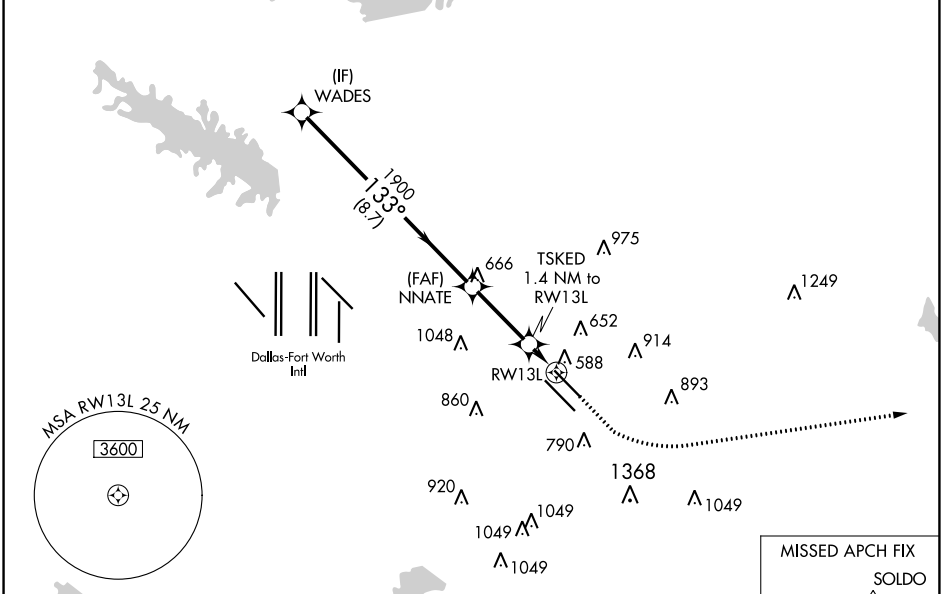 (IF)
WADES
1900
133°
(8.7)
975
TSKED
1.4 NM to
RW13L
666
(FAF)
NNATE
1249
652
1048
914
588
Dallas-Fort Worth
Intl
RW13L
893
860
MSA RW13L 25 NM
3600
790
1368
920
1049
1049
1049
1049
MISSED APCH FIX
SOLDO